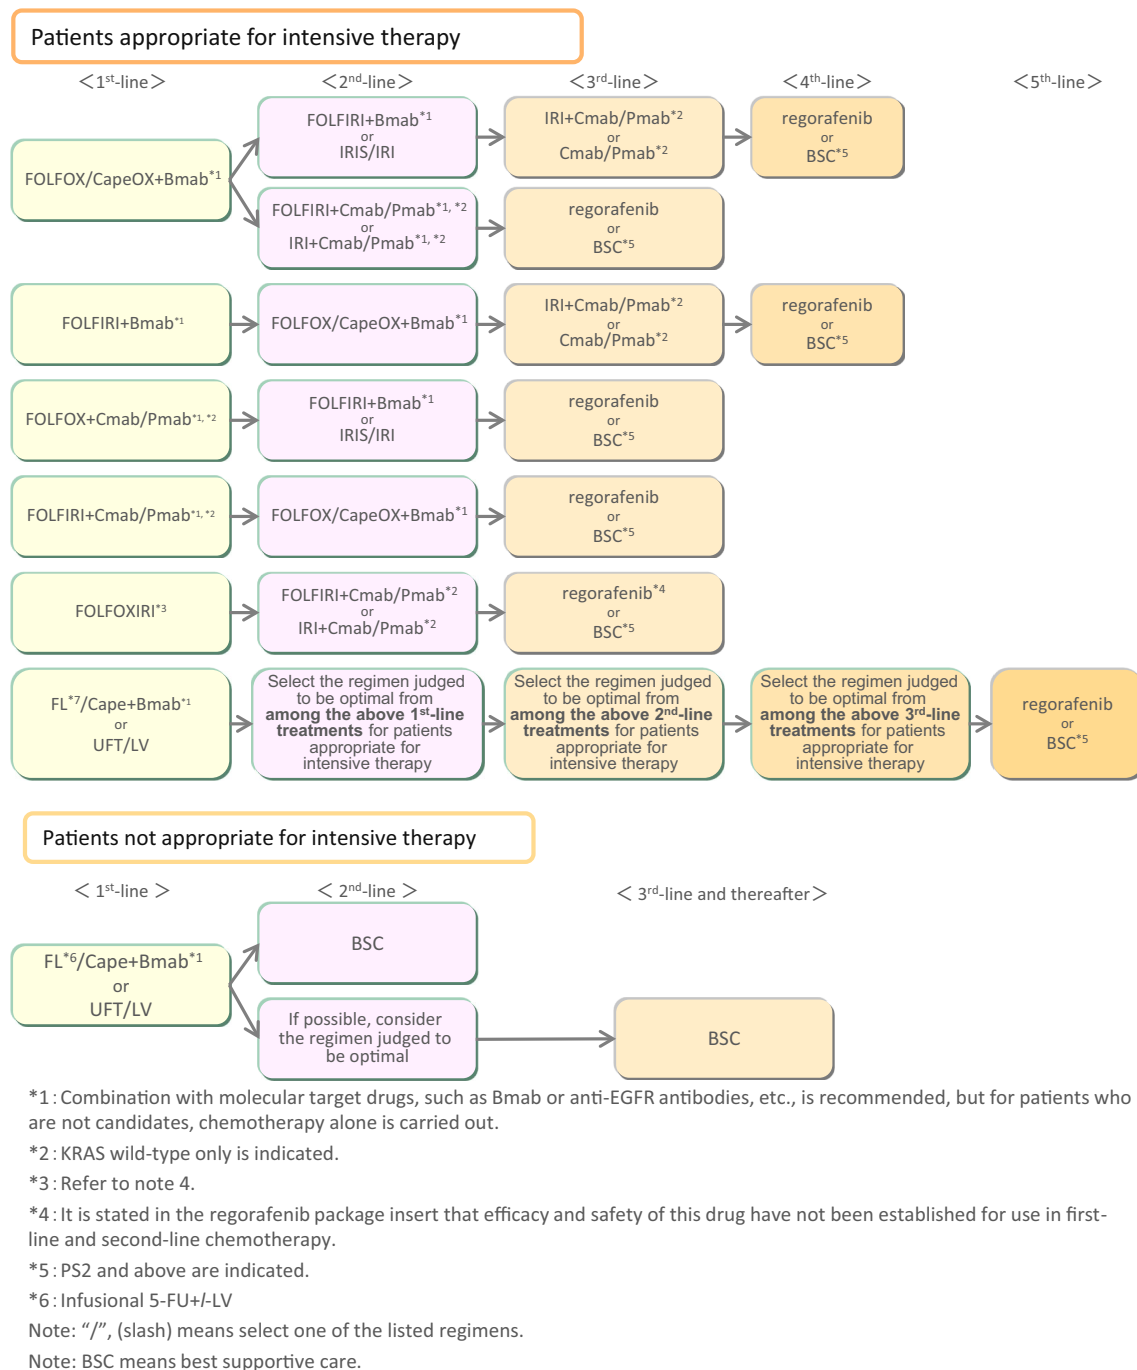 Patients appropriate for intensive therapy
＜1st-line＞ ＜2nd-line＞ ＜3rd-line＞ ＜4th-line＞ ＜5th-line＞
FOLFOX/CapeOX+Bmab*1
FOLFIRI+Bmab*1
or
IRIS/IRI
IRI+Cmab/Pmab*2
or
Cmab/Pmab*2
regorafenib
or
BSC*5
FOLFIRI+Cmab/Pmab*1, *2
or
IRI+Cmab/Pmab*1, *2
regorafenib
or
BSC*5
FOLFIRI+Bmab*1
FOLFOX/CapeOX+Bmab*1
IRI+Cmab/Pmab*2
or
Cmab/Pmab*2
regorafenib
or
BSC*5
FOLFOX+Cmab/Pmab*1, *2
FOLFIRI+Bmab*1
or
IRIS/IRI
regorafenib
or
BSC*5
FOLFIRI+Cmab/Pmab*1, *2
FOLFOX/CapeOX+Bmab*1
regorafenib
or
BSC*5
FOLFOXIRI*3
FOLFIRI+Cmab/Pmab*2
or
IRI+Cmab/Pmab*2
regorafenib*4
or
BSC*5
FL*7/Cape+Bmab*1
or
UFT/LV
Select the regimen judged
to be optimal from
among the above 1st-line
treatments for patients
appropriate for
intensive therapy
Select the regimen judged
to be optimal from
among the above 2nd-line
treatments for patients
appropriate for
intensive therapy
Select the regimen judged
to be optimal from
among the above 3rd-line
treatments for patients
appropriate for
intensive therapy
regorafenib
or
BSC*5
Patients not appropriate for intensive therapy
＜ 1st-line ＞ ＜ 2nd-line ＞ ＜ 3rd-line and thereafter＞
FL*6/Cape+Bmab*1
or
UFT/LV
BSC
If possible, consider
the regimen judged to
be optimal
BSC
*1 : Combination with molecular target drugs, such as Bmab or anti-EGFR antibodies, etc., is recommended, but for patients who
are not candidates, chemotherapy alone is carried out.
*2 : KRAS wild-type only is indicated.
*3 : Refer to note 4.
*4 : It is stated in the regorafenib package insert that efficacy and safety of this drug have not been established for use in first-
line and second-line chemotherapy.
*5 : PS2 and above are indicated.
*6 : Infusional 5-FU+l-LV
Note: “/”, (slash) means select one of the listed regimens.
Note: BSC means best supportive care.